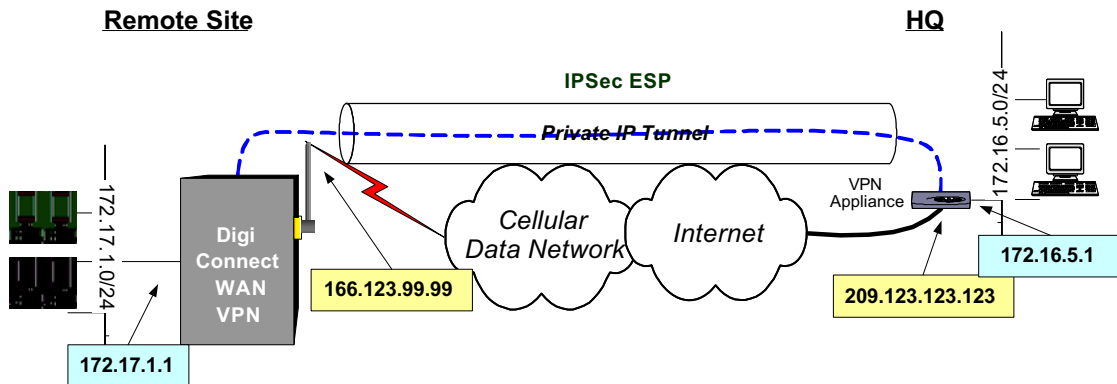 Remote Site
HQ
IPSec ESP
Private IP Tunnel
172.16.5.0/24
172.17.1.0/24
Digi
Connect
WAN
VPN
Cellular
Data Network
Internet
VPN
Appliance
166.123.99.99
172.16.5.1
209.123.123.123
172.17.1.1